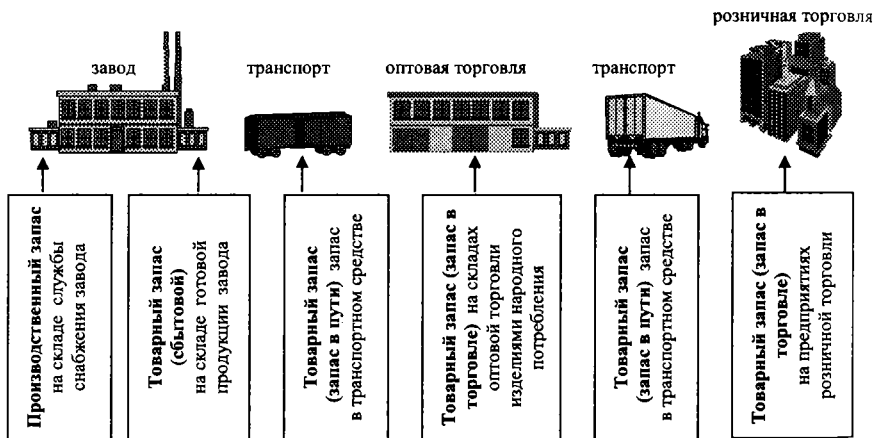 розничная торговля
завод
транспорт
оптовая торговля
транспорт
Производственный запас
на складе службы
снабжения завода
Товарный запас
(сбытовой)
на складе готовой
продукции завода
Товарный запас
(запас в пути) запас
в транспортном средстве
Товарный запас (запас в
торговле) на складах
оптовой торговли
изделиями народного
потребления
Товарный запас
(запас в пути) запас
в транспортном средстве
Товарный запас (запас в
торговле)
на предприятиях
розничной торговли